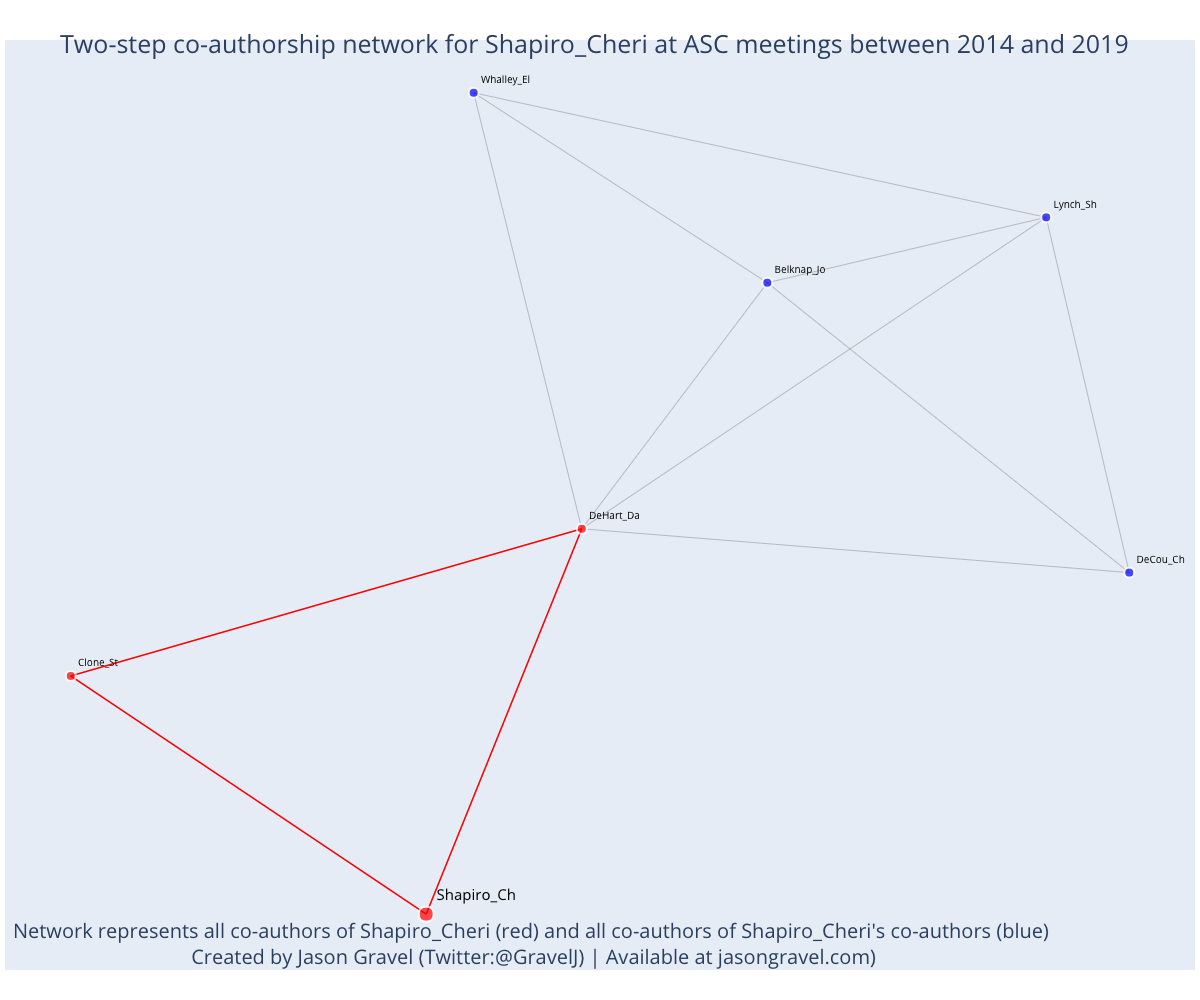 Two-step co-authorship network for Shapiro_Cheri at ASC meetings between 2014 and 2019
Whalley_El
Lynch_Sh
Belknap_Jo
DeHart_Da
DeCou_Ch
Clone_St
Shapiro_Ch
Network represents all co-authors of Shapiro_Cheri (red) and all co-authors of Shapiro_Cheri's co-authors (blue)
Created by Jason Gravel (Twitter:@GravelJ) | Available at jasongravel.com)